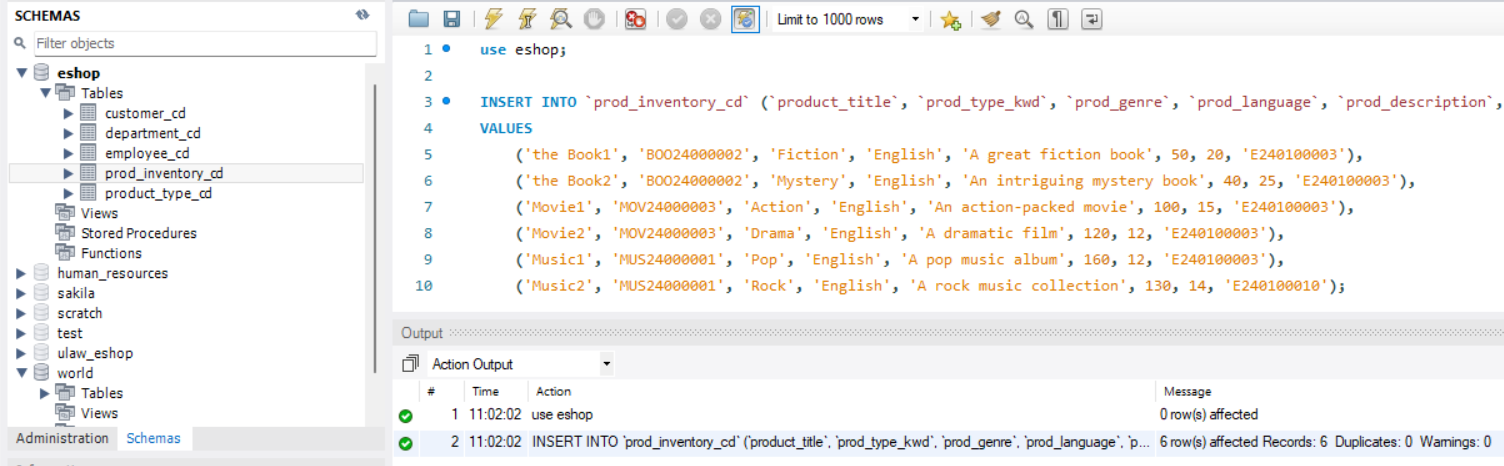 SCHEMAS
Filter objects
eshop
Tables
customer_cd
department_cd
employee_cd
prod_inventory_cd
product_type_cd
Views
Stored Procedures
Functions
human_resources
sakila
scratch
test
ulaw_eshop
world
Tables
Views
Administration Schemas
Limit to 1000 rows
1 use eshop;
2
3 INSERT INTO `prod_inventory_cd` (`product_title`, `prod_type_kwd`, `prod_genre`, `prod_language`, `prod_description`,
4 VALUES
5 ('the Book1', 'BOO24000002', 'Fiction', 'English', 'A great fiction book', 50, 20, 'E240100003'),
6 ('the Book2', 'BOO24000002', 'Mystery', 'English', 'An intriguing mystery book', 40, 25, 'E240100003'),
7 ('Movie1', 'MOV24000003', 'Action', 'English', 'An action-packed movie', 100, 15, 'E240100003'),
8 ('Movie2', 'MOV24000003', 'Drama', 'English', 'A dramatic film', 120, 12, 'E240100003'),
9 ('Music1', 'MUS24000001', 'Pop', 'English', 'A pop music album', 160, 12, 'E240100003'),
10 ('Music2', 'MUS24000001', 'Rock', 'English', 'A rock music collection', 130, 14, 'E240100010');
Output
Action Output
# Time Action Message
1 11:02:02 use eshop 0 row(s) affected
2 11:02:02 INSERT INTO `prod_inventory_cd` (`product_title`, `prod_type_kwd`, `prod_genre`, `prod_language`, `p... 6 row(s) affected Records: 6 Duplicates: 0 Warnings: 0